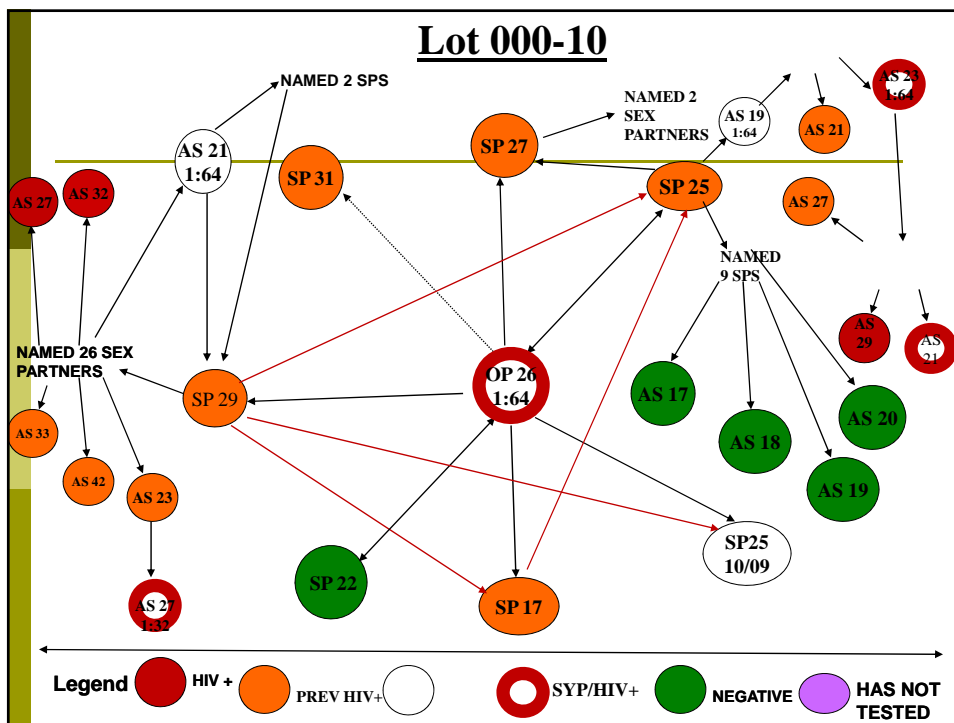 Lot 000-10
NAMED 2 SPS
NAMED 2
SEX
PARTNERS
AS 23
1:64
AS 19
1:64
AS 21
AS 21
1:64
SP 27
SP 31
SP 25
AS 27
AS 32
AS 27
NAMED
9 SPS
AS
29
AS
21
NAMED 26 SEX
PARTNERS
OP 26
1:64
SP 29
AS 17
AS 20
AS 33
AS 18
AS 42
AS 23
AS 19
SP25
10/09
SP 22
SP 17
AS 27
1:32
Legend
HIV +
PREV HIV+
SYP/HIV+
NEGATIVE
HAS NOT
TESTED